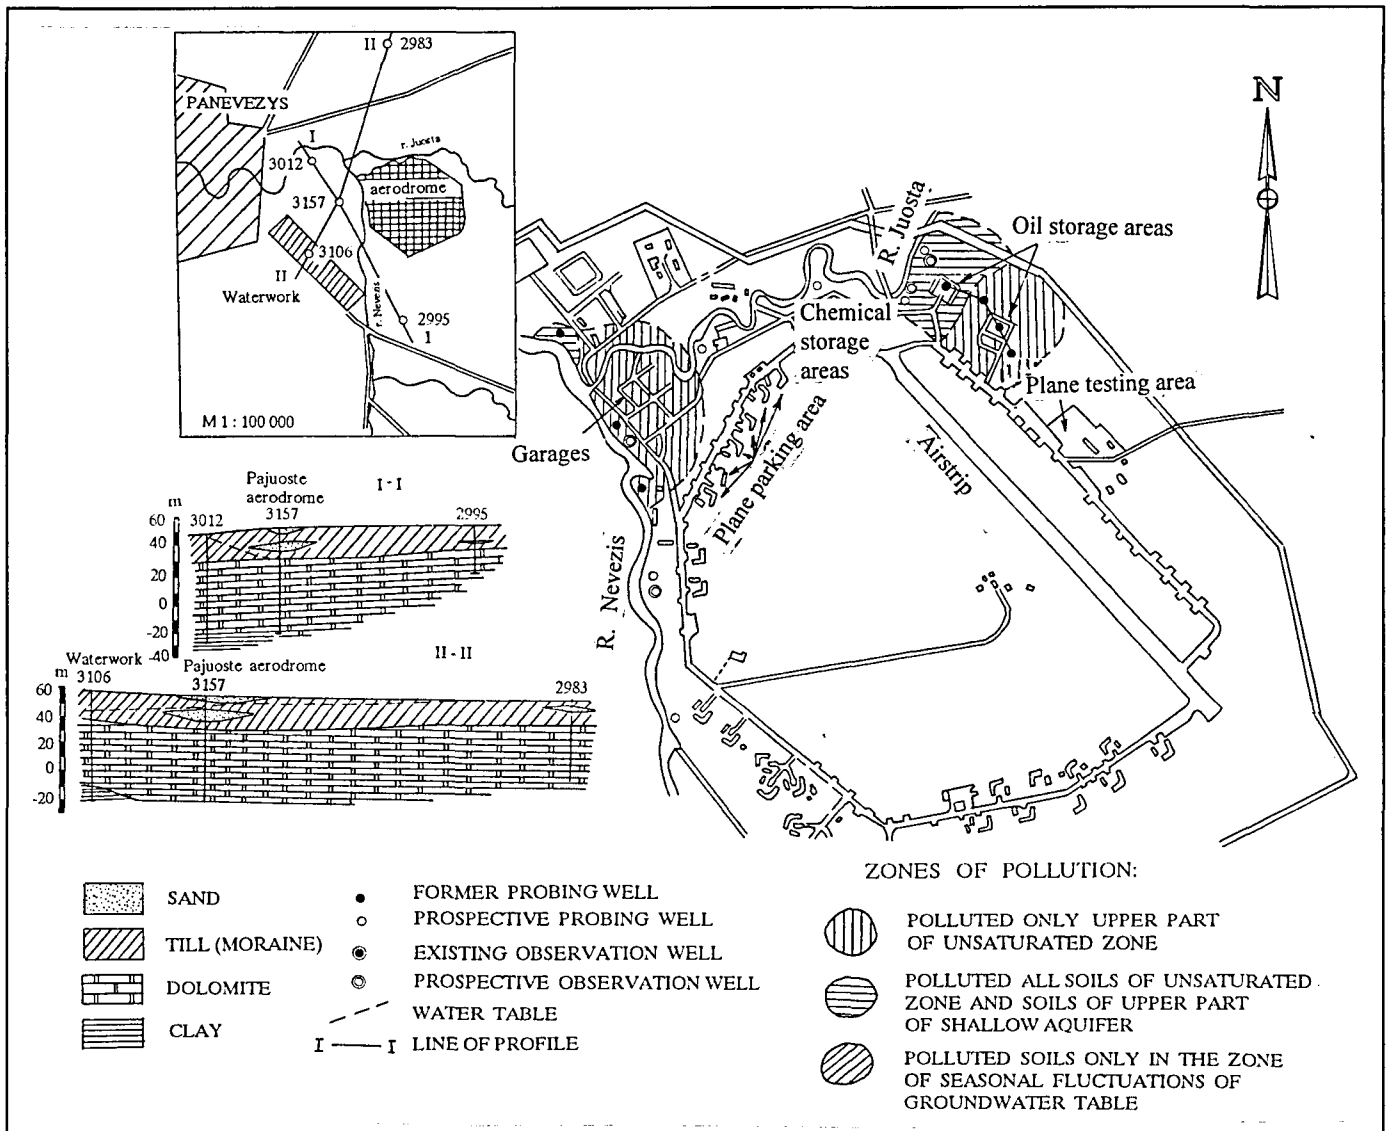 II 2983
PANEVEZYS
I
r. Juosta
3012
aerodrome
3157
3106
II
Waterwork
r. Nevens
2995
I
M 1 : 100 000
N
R. Juosta
Oil storage areas
Chemical
storage
areas
Plane testing area
Garages
Plane parking area
Airstrip
R. Nevezis
Pajuoste
aerodrome
I - I
m
3012
3157
2995
60
40
20
0
-20
-40
II - II
Waterwork
Pajuoste aerodrome
m
3106
3157
2983
60
40
20
0
-20
SAND
TILL (MORAINE)
DOLOMITE
CLAY
FORMER PROBING WELL
PROSPECTIVE PROBING WELL
EXISTING OBSERVATION WELL
PROSPECTIVE OBSERVATION WELL
WATER TABLE
I I LINE OF PROFILE
ZONES OF POLLUTION:
POLLUTED ONLY UPPER PART
OF UNSATURATED ZONE
POLLUTED ALL SOILS OF UNSATURATED
ZONE AND SOILS OF UPPER PART
OF SHALLOW AQUIFER
POLLUTED SOILS ONLY IN THE ZONE
OF SEASONAL FLUCTUATIONS OF
GROUNDWATER TABLE